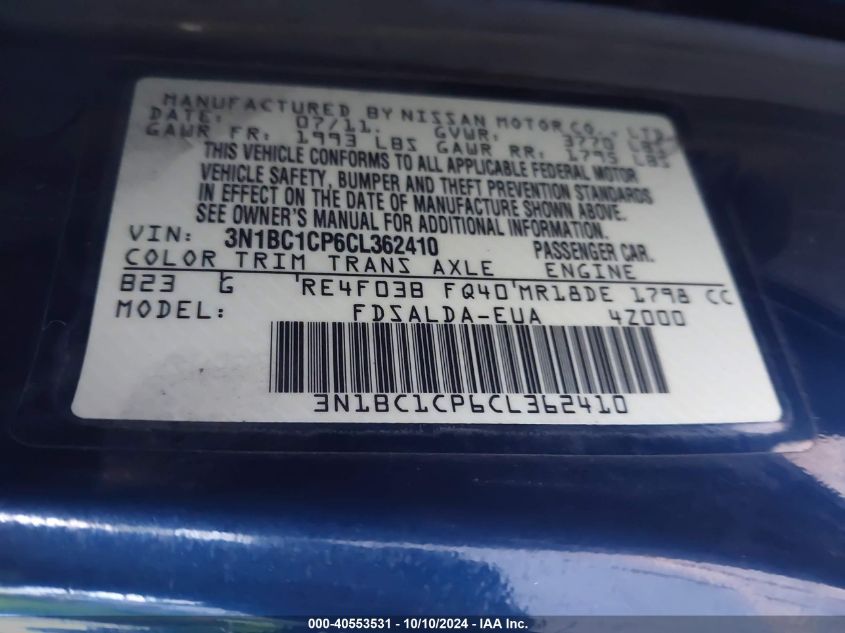 MANUFACTURED BY NISSAN MOTOR CO., LTD.
DATE: 07/11. GVWR: 3770 LBS
GAWR FR: 1993 LBS GAWR RR: 1795 LBS
THIS VEHICLE CONFORMS TO ALL APPLICABLE FEDERAL MOTOR
VEHICLE SAFETY, BUMPER AND THEFT PREVENTION STANDARDS
IN EFFECT ON THE DATE OF MANUFACTURE SHOWN ABOVE.
SEE OWNER'S MANUAL FOR ADDITIONAL INFORMATION.
VIN: 3N1BC1CP6CL362410 PASSENGER CAR.
COLOR TRIM TRANS AXLE ENGINE
B23 G RE4F03B FQ40 MR18DE 1798 CC
MODEL: FDSALDA-EUA 4Z000
3N1BC1CP6CL362410
000-40553531 - 10/10/2024 - IAA Inc.